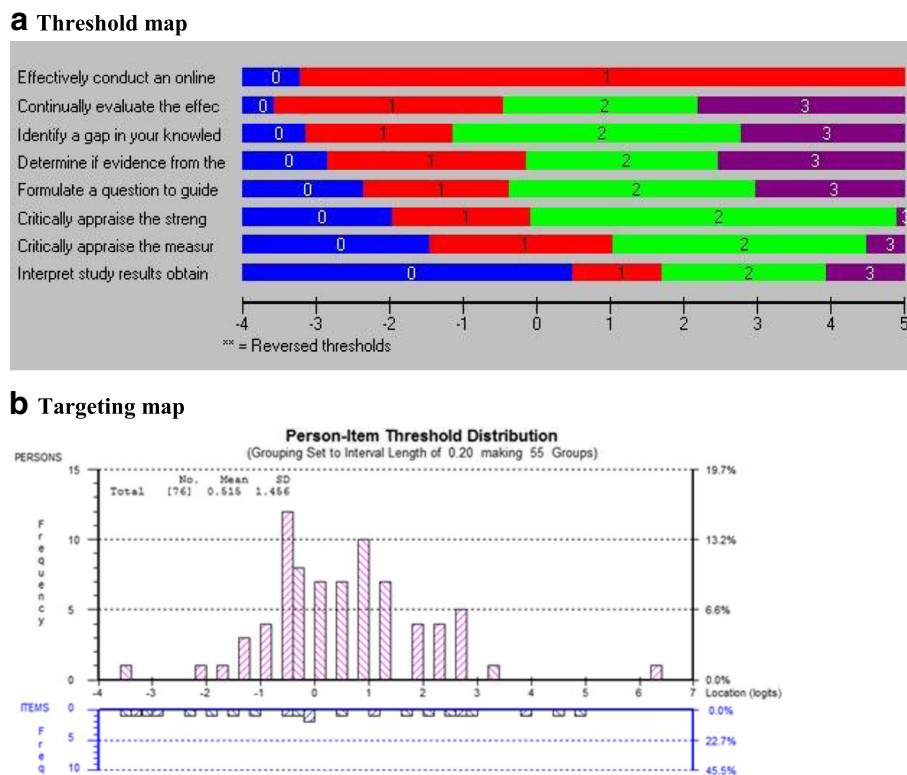 a Threshold map
Effectively conduct an online 0 1
Continually evaluate the effec 0 1 2 3
Identify a gap in your knowled 0 1 2 3
Determine if evidence from the 0 1 2 3
Formulate a question to guide 0 1 2 3
Critically appraise the streng 0 1 2 3
Critically appraise the measur 0 1 2 3
Interpret study results obtain 0 1 2 3
-4 -3 -2 -1 0 1 2 3 4 5
** = Reversed thresholds
b Targeting map
Person-Item Threshold Distribution
(Grouping Set to Interval Length of 0.20 making 55 Groups)
PERSONS
No. Mean SD
Total [76] 0.515 1.456
Frequency
15 19.7%
10 13.2%
5 6.6%
0 0.0%
-4 -3 -2 -1 0 1 2 3 4 5 6 7 Location (logits)
ITEMS 0 0.0%
Freq
5 22.7%
10 45.5%